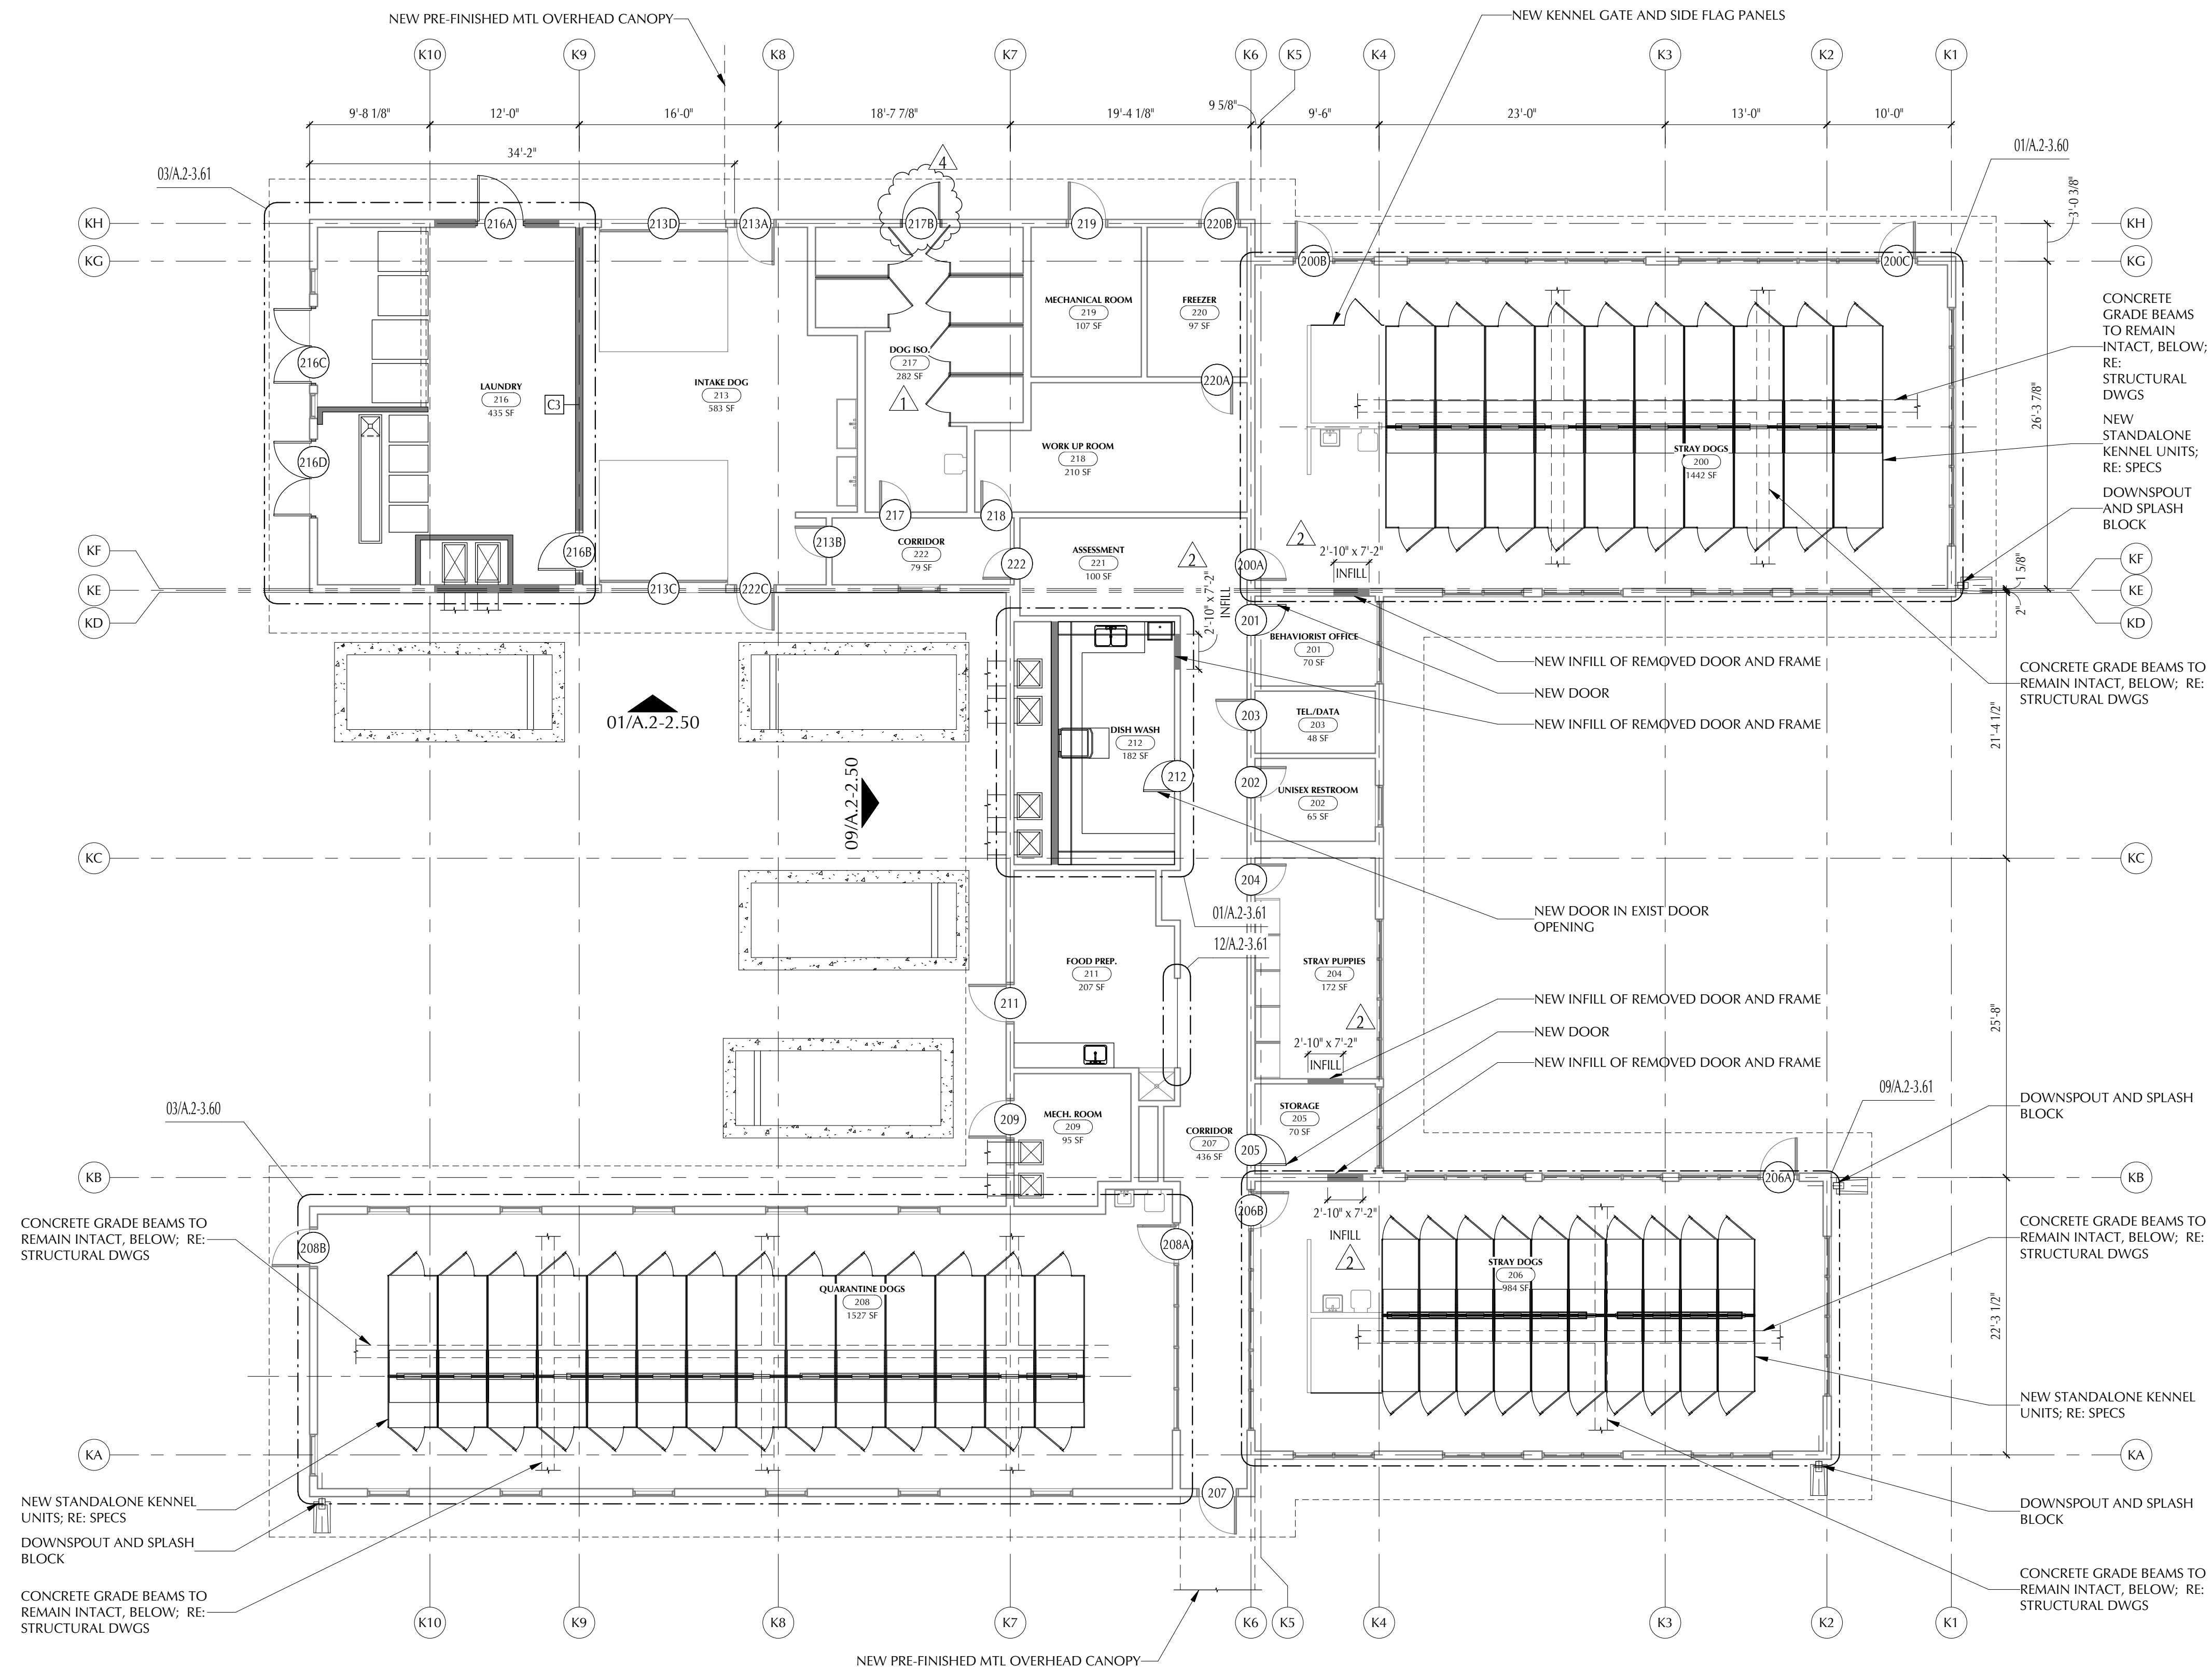 NEW PRE-FINISHED MTL OVERHEAD CANOPY
NEW KENNEL GATE AND SIDE FLAG PANELS
K10
K9
K8
K7
K6
K5
K4
K3
K2
K1
9'-8 1/8"
12'-0"
16'-0"
18'-7 7/8"
19'-4 1/8"
9 5/8"
9'-6"
23'-0"
13'-0"
10'-0"
34'-2"
03/A.2-3.61
4
01/A.2-3.60
3'-0 3/8"
KH
216A
213D
213A
217B
219
220B
KH
KG
200B
200C
KG
CONCRETE
GRADE BEAMS
TO REMAIN
INTACT, BELOW;
RE:
STRUCTURAL
DWGS
MECHANICAL ROOM
219
107 SF
FREEZER
220
97 SF
DOG ISO.
217
282 SF
1
216C
LAUNDRY
216
435 SF
C3
INTAKE DOG
213
583 SF
220A
26'-3 7/8"
NEW
STANDALONE
KENNEL UNITS;
RE: SPECS
WORK UP ROOM
218
210 SF
STRAY DOGS
200
1442 SF
216D
DOWNSPOUT
AND SPLASH
BLOCK
217
218
213B
CORRIDOR
222
79 SF
2
2
2'-10" x 7'-2"
INFILL
KF
216B
222
ASSESSMENT
221
100 SF
200A
KF
1 5/8"
KE
213C
222C
2'-10" x 7'-2"
INFILL
KE
2"
KD
201
KD
BEHAVIORIST OFFICE
201
70 SF
NEW INFILL OF REMOVED DOOR AND FRAME
CONCRETE GRADE BEAMS TO
REMAIN INTACT, BELOW;  RE:
STRUCTURAL DWGS
NEW DOOR
01/A.2-2.50
203
TEL./DATA
203
48 SF
NEW INFILL OF REMOVED DOOR AND FRAME
21'-4 1/2"
DISH WASH
212
182 SF
212
09/A.2-2.50
202
UNISEX RESTROOM
202
65 SF
KC
KC
204
01/A.2-3.61
NEW DOOR IN EXIST DOOR
OPENING
12/A.2-3.61
FOOD PREP.
211
207 SF
STRAY PUPPIES
204
172 SF
211
NEW INFILL OF REMOVED DOOR AND FRAME
25'-8"
2
2'-10" x 7'-2"
INFILL
NEW DOOR
NEW INFILL OF REMOVED DOOR AND FRAME
03/A.2-3.60
209
MECH. ROOM
209
95 SF
STORAGE
205
70 SF
09/A.2-3.61
DOWNSPOUT AND SPLASH
BLOCK
CORRIDOR
207
436 SF
205
KB
206A
KB
CONCRETE GRADE BEAMS TO
REMAIN INTACT, BELOW;  RE:
STRUCTURAL DWGS
208B
208A
206B
2'-10" x 7'-2"
INFILL
2
CONCRETE GRADE BEAMS TO
REMAIN INTACT, BELOW;  RE:
STRUCTURAL DWGS
QUARANTINE DOGS
208
1527 SF
STRAY DOGS
206
984 SF
22'-3 1/2"
NEW STANDALONE KENNEL
UNITS; RE: SPECS
KA
KA
NEW STANDALONE KENNEL
UNITS; RE: SPECS
207
DOWNSPOUT AND SPLASH
BLOCK
DOWNSPOUT AND SPLASH
BLOCK
CONCRETE GRADE BEAMS TO
REMAIN INTACT, BELOW;  RE:
STRUCTURAL DWGS
CONCRETE GRADE BEAMS TO
REMAIN INTACT, BELOW;  RE:
STRUCTURAL DWGS
K10
K9
K8
K7
K6
K5
K4
K3
K2
K1
NEW PRE-FINISHED MTL OVERHEAD CANOPY